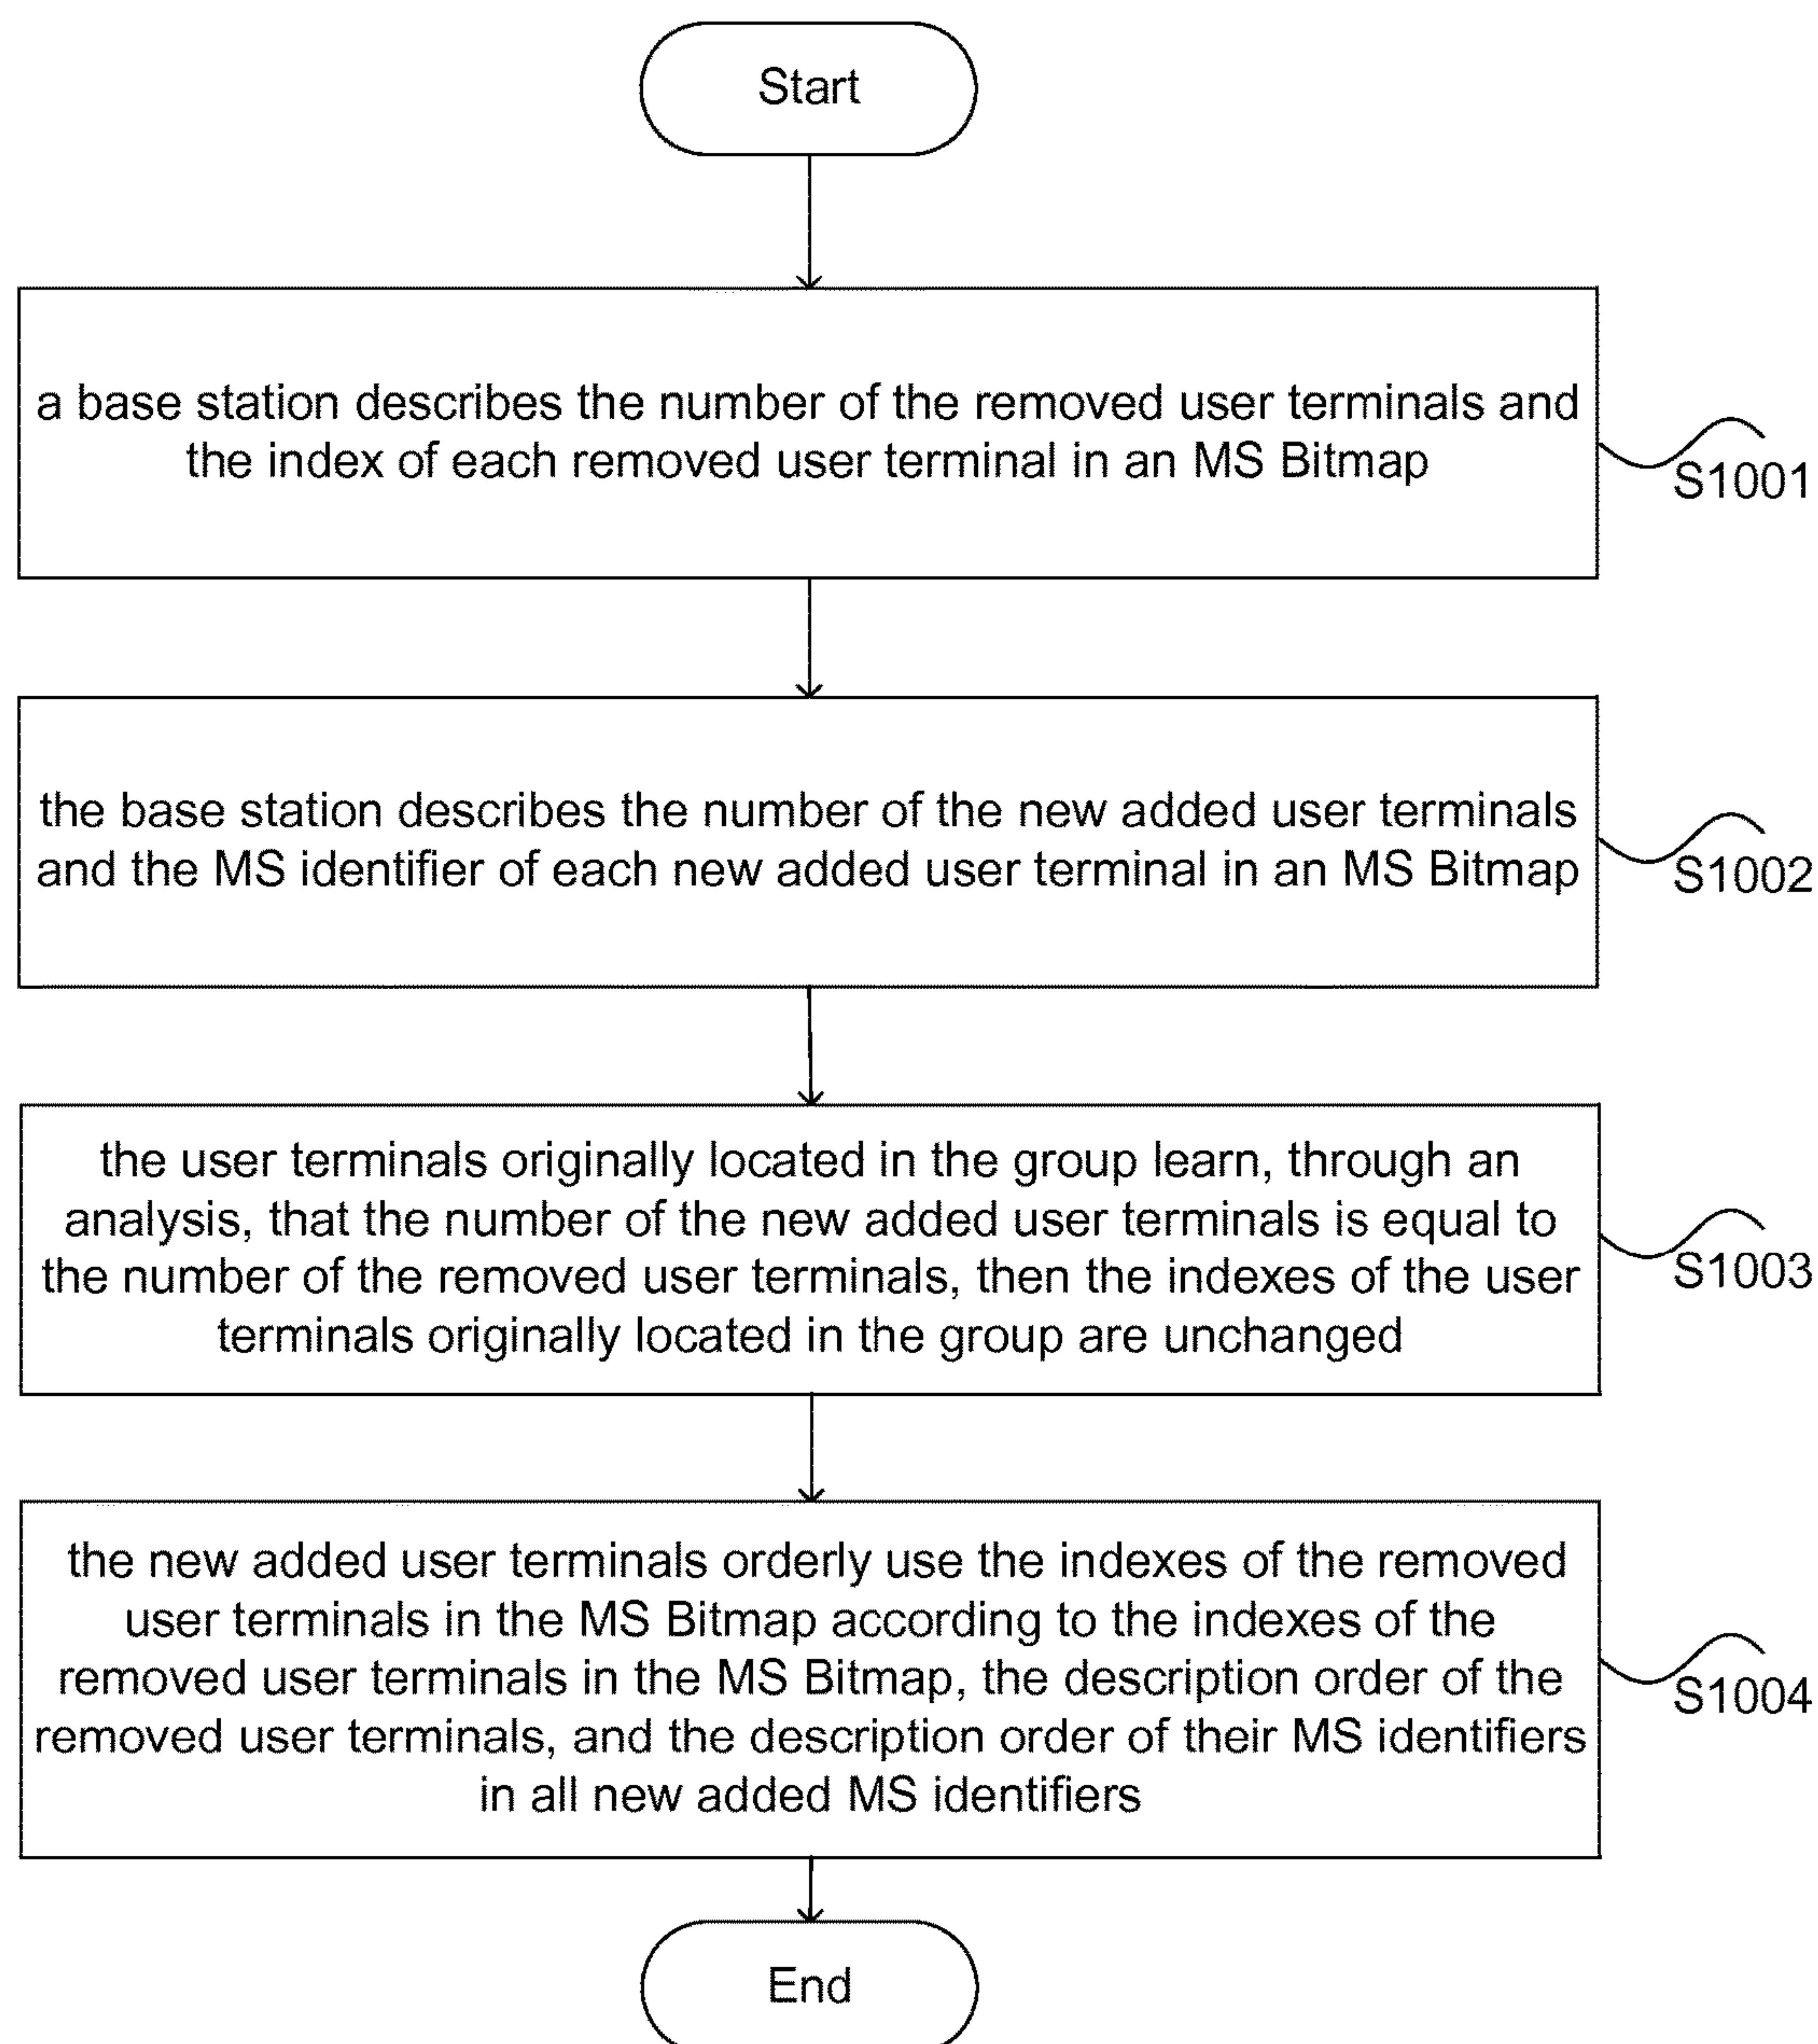 Start
a base station describes the number of the removed user terminals and
the index of each removed user terminal in an MS Bitmap
S1001
the base station describes the number of the new added user terminals
and the MS identifier of each new added user terminal in an MS Bitmap
S1002
the user terminals originally located in the group learn, through an
analysis, that the number of the new added user terminals is equal to
the number of the removed user terminals, then the indexes of the user
terminals originally located in the group are unchanged
S1003
the new added user terminals orderly use the indexes of the removed
user terminals in the MS Bitmap according to the indexes of the
removed user terminals in the MS Bitmap, the description order of the
removed user terminals, and the description order of their MS identifiers
in all new added MS identifiers
S1004
End